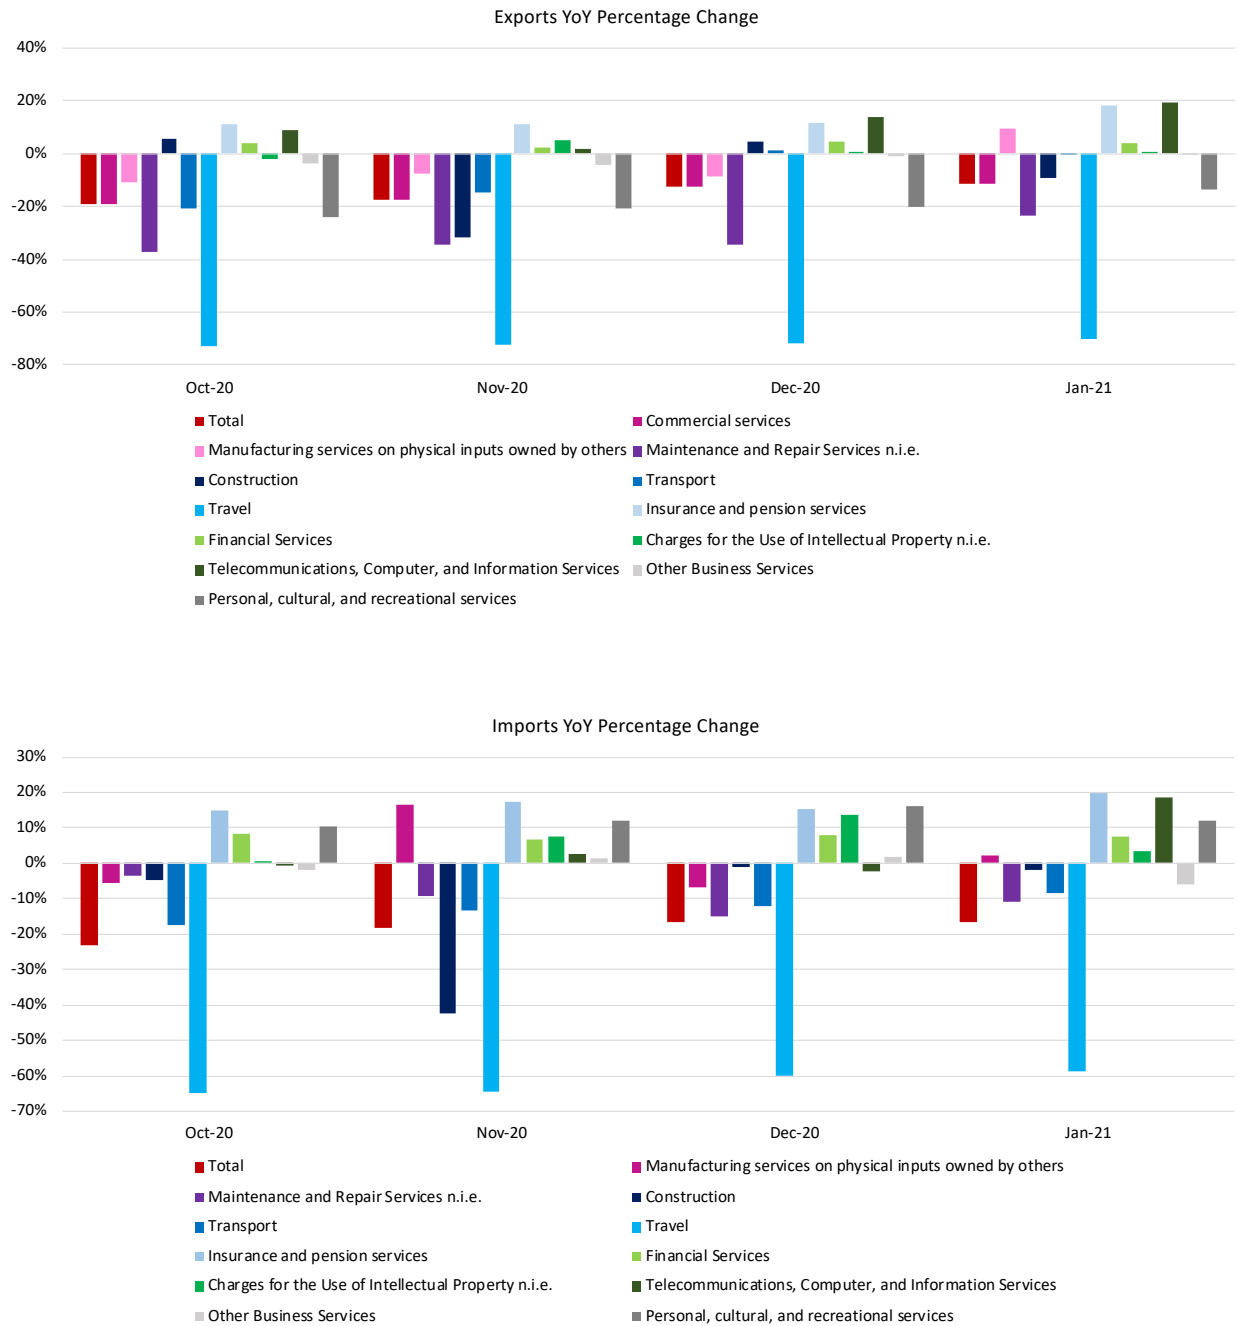 Exports YoY Percentage Change
40%
20%
0%
-20%
-40%
-60%
-80%
Oct-20 Nov-20 Dec-20 Jan-21
Total Commercial services
Manufacturing services on physical inputs owned by others Maintenance and Repair Services n.i.e.
Construction Transport
Travel Insurance and pension services
Financial Services Charges for the Use of Intellectual Property n.i.e.
Telecommunications, Computer, and Information Services Other Business Services
Personal, cultural, and recreational services
Imports YoY Percentage Change
30%
20%
10%
0%
-10%
-20%
-30%
-40%
-50%
-60%
-70%
Oct-20 Nov-20 Dec-20 Jan-21
Total Manufacturing services on physical inputs owned by others
Maintenance and Repair Services n.i.e. Construction
Transport Travel
Insurance and pension services Financial Services
Charges for the Use of Intellectual Property n.i.e. Telecommunications, Computer, and Information Services
Other Business Services Personal, cultural, and recreational services